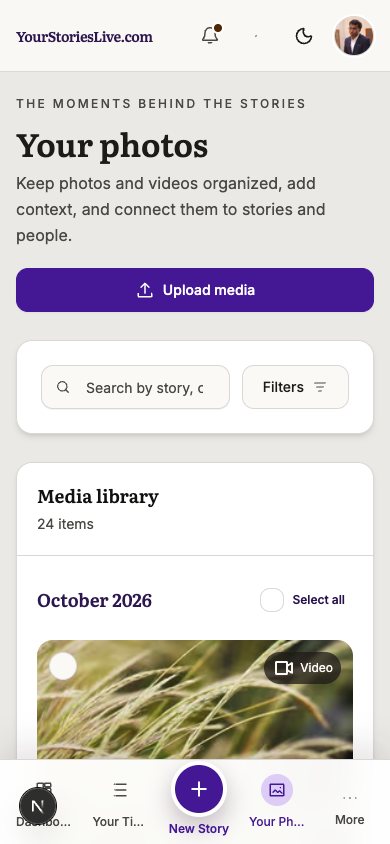 YourStoriesLive.com
THE MOMENTS BEHIND THE STORIES
Your photos
Keep photos and videos organized, add
context, and connect them to stories and
people.
Upload media
Search by story, c
Filters
Media library
24 items
October 2026
Select all
Video
N
Dashbo...
Your Ti...
New Story
Your Ph...
More